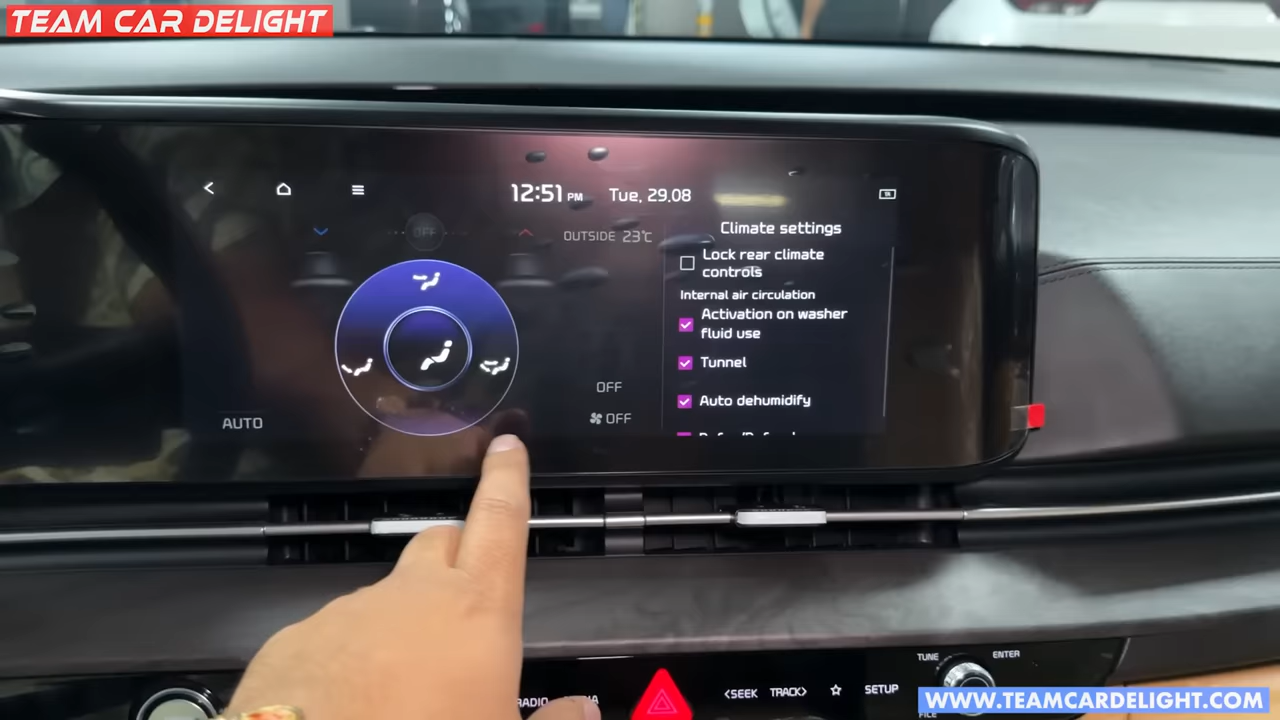 TEAM CAR DELIGHT
12:51 PM Tue, 29.08
OFF
OUTSIDE 23°C
Climate settings
Lock rear climate
controls
Internal air circulation
Activation on washer
fluid use
Tunnel
Auto dehumidify
OFF
OFF
AUTO
TUNE
ENTER
RADIO
<SEEK TRACK>
SETUP
FILE
WWW.TEAMCARDELIGHT.COM